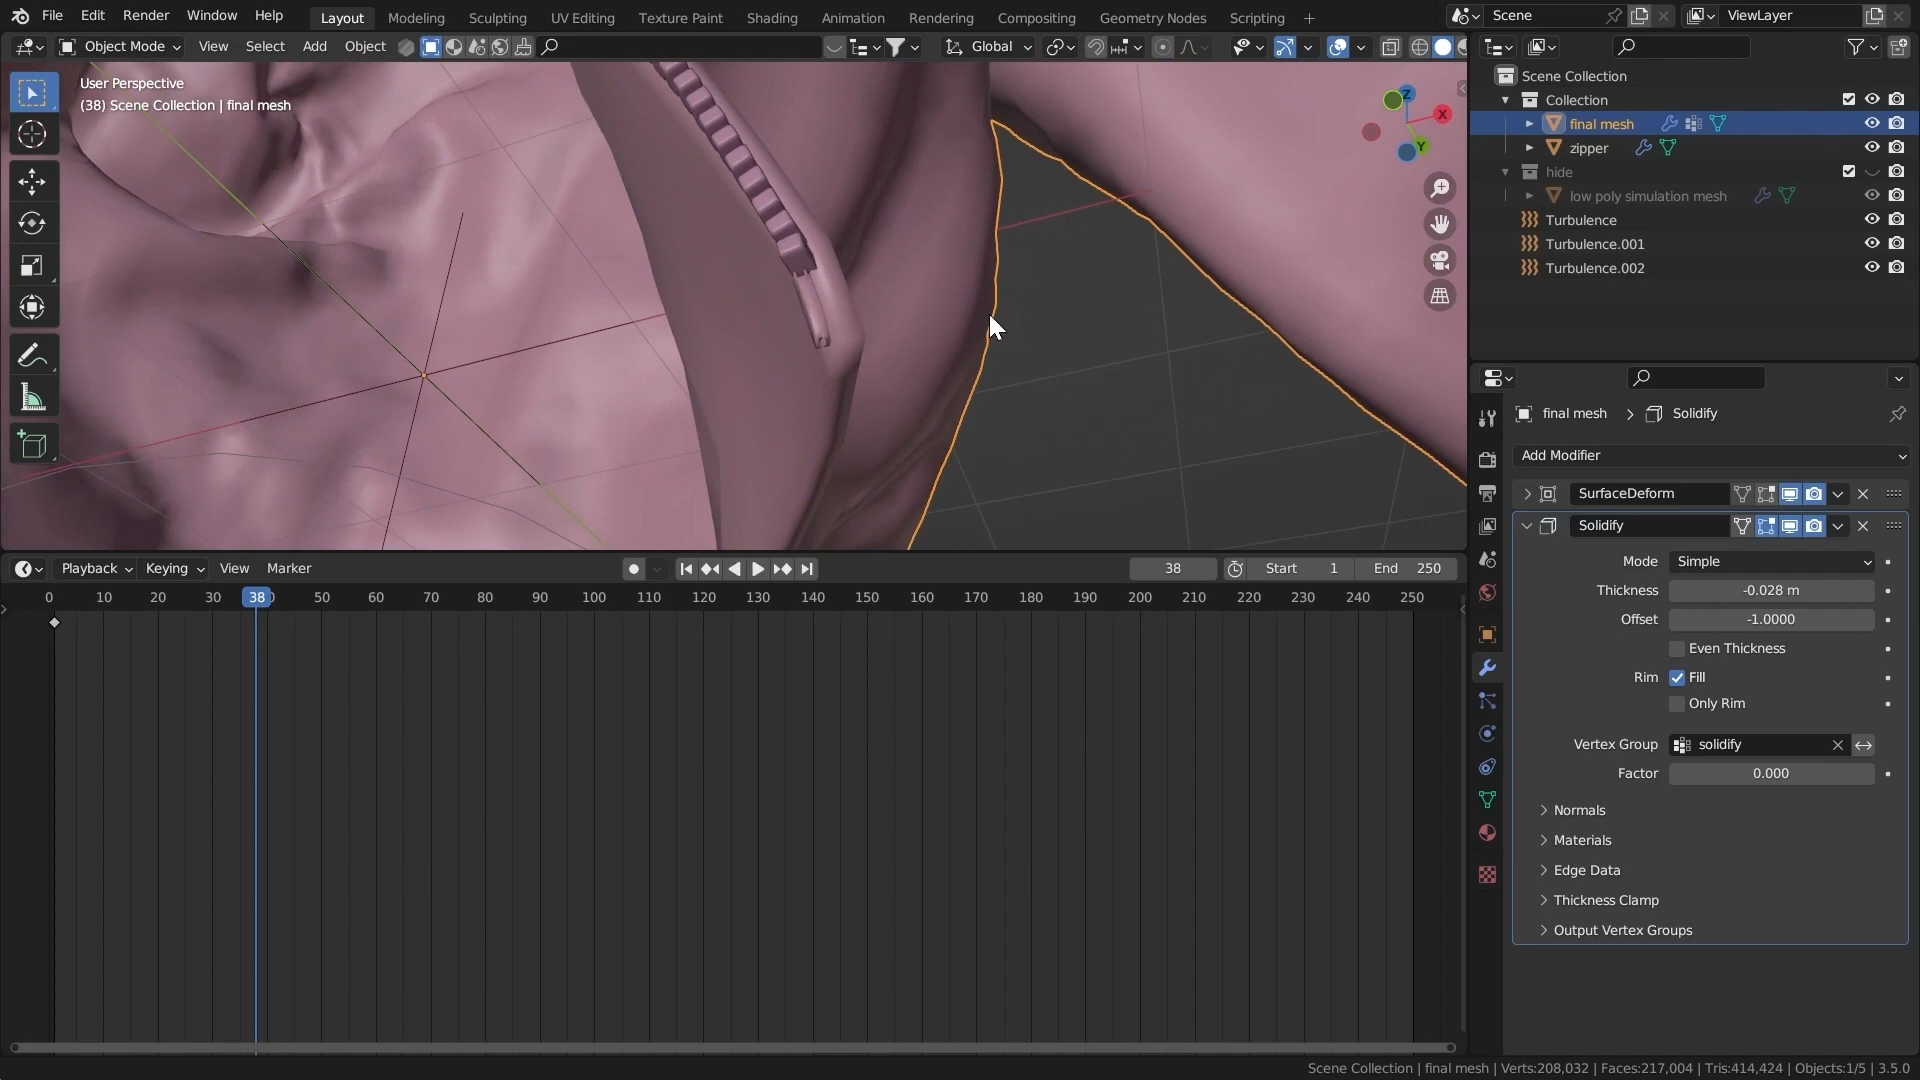 File Edit Render Window Help Layout Modeling Sculpting UV Editing Texture Paint Shading Animation Rendering Compositing Geometry Nodes Scripting + Scene ViewLayer
Object Mode View Select Add Object Global
User Perspective
(38) Scene Collection | final mesh
Z
X
Y
Scene Collection
Collection
final mesh
zipper
hide
low poly simulation mesh
Turbulence
Turbulence.001
Turbulence.002
final mesh > Solidify
Add Modifier
SurfaceDeform
Solidify
Mode Simple
Thickness -0.028 m
Offset -1.0000
Even Thickness
Rim Fill
Only Rim
Vertex Group solidify
Factor 0.000
Normals
Materials
Edge Data
Thickness Clamp
Output Vertex Groups
Playback Keying View Marker 38 Start 1 End 250
0 10 20 30 38 50 60 70 80 90 100 110 120 130 140 150 160 170 180 190 200 210 220 230 240 250
Scene Collection | final mesh | Verts:208,032 | Faces:217,004 | Tris:414,424 | Objects:1/5 | 3.5.0